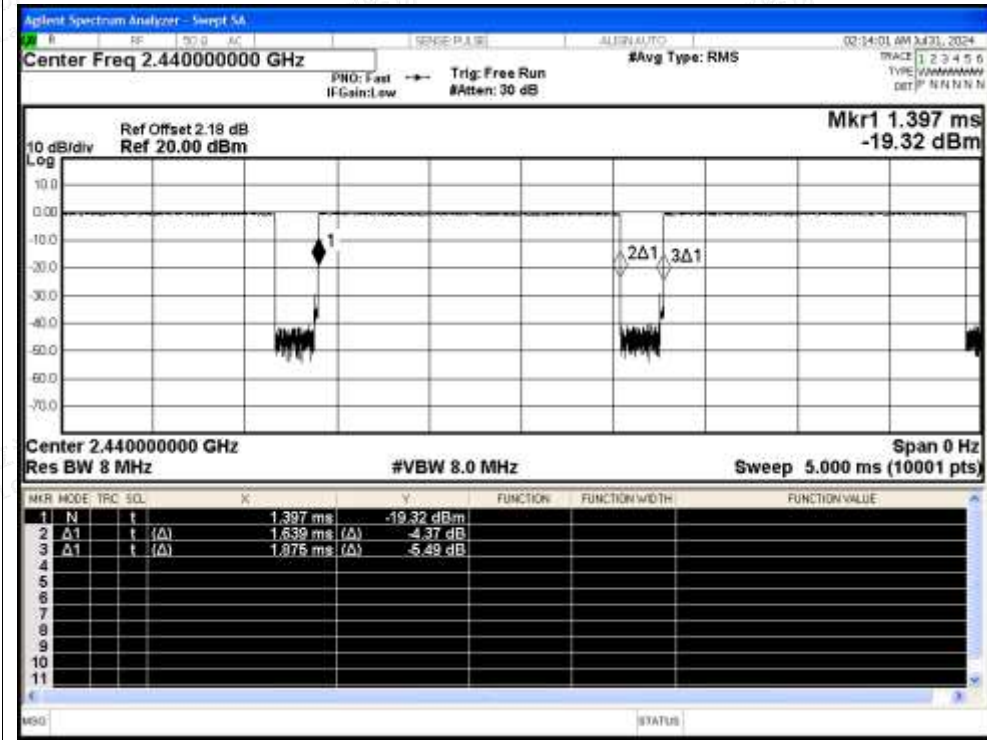 Agilent Spectrum Analyzer - Swept SA
RF 50 Ω AC SENSE:PULSE ALIGN AUTO 02:14:01 AM Jul 31, 2024
Center Freq 2.440000000 GHz #Avg Type: RMS TRACE 1 2 3 4 5 6
PNO: Fast Trig: Free Run TYPE
IFGain:Low #Atten: 30 dB DET P N N N N N
Mkr1 1.397 ms
Ref Offset 2.18 dB
10 dB/div Ref 20.00 dBm -19.32 dBm
Log
10.0
0.00
-10.0
1
2Δ1 3Δ1
-20.0
-30.0
-40.0
-50.0
-60.0
-70.0
Center 2.440000000 GHz Span 0 Hz
Res BW 8 MHz #VBW 8.0 MHz Sweep 5.000 ms (10001 pts)
MKR MODE TRC SCL X Y FUNCTION FUNCTION WIDTH FUNCTION VALUE
1 N t 1.397 ms -19.32 dBm
2 Δ1 t (Δ) 1.639 ms (Δ) -4.37 dB
3 Δ1 t (Δ) 1.875 ms (Δ) -5.49 dB
4
5
6
7
8
9
10
11
MSG STATUS